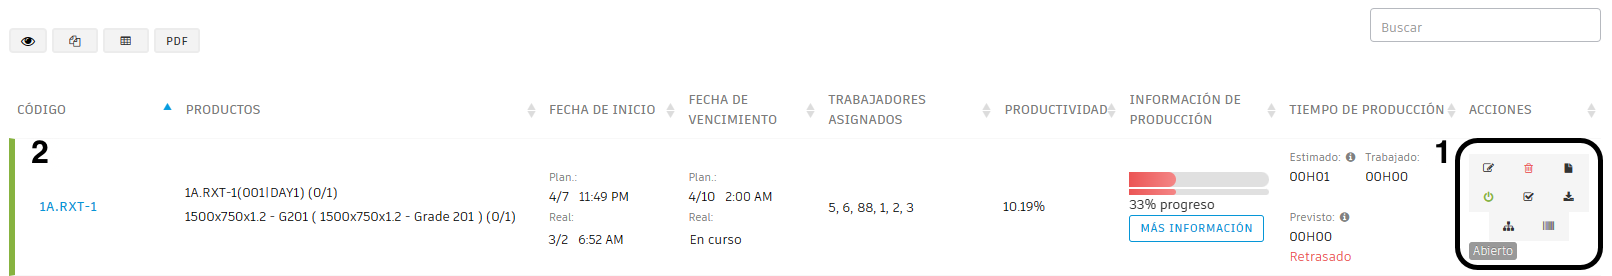 Buscar
PDF
CÓDIGO
PRODUCTOS
FECHA DE INICIO
FECHA DE
VENCIMIENTO
TRABAJADORES
ASIGNADOS
PRODUCTIVIDAD
INFORMACIÓN DE
PRODUCCIÓN
TIEMPO DE PRODUCCIÓN
ACCIONES
2
1A.RXT-1
1A.RXT-1(001|DAY1) (0/1)
1500x750x1.2 - G201 ( 1500x750x1.2 - Grade 201 ) (0/1)
Plan.:
4/7 11:49 PM
Real:
3/2 6:52 AM
Plan.:
4/10 2:00 AM
Real:
En curso
5, 6, 88, 1, 2, 3
10.19%
33% progreso
MÁS INFORMACIÓN
Estimado:
00H01
Trabajado:
00H00
Previsto:
00H00
Retrasado
1
Abierto